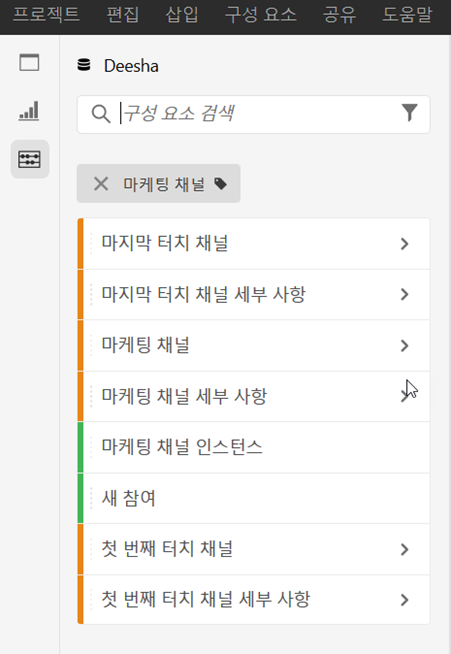 프로젝트 편집 삽입 구성 요소 공유 도움말
Deesha
구성 요소 검색
마케팅 채널
마지막 터치 채널
마지막 터치 채널 세부 사항
마케팅 채널
마케팅 채널 세부 사항
마케팅 채널 인스턴스
새 참여
첫 번째 터치 채널
첫 번째 터치 채널 세부 사항